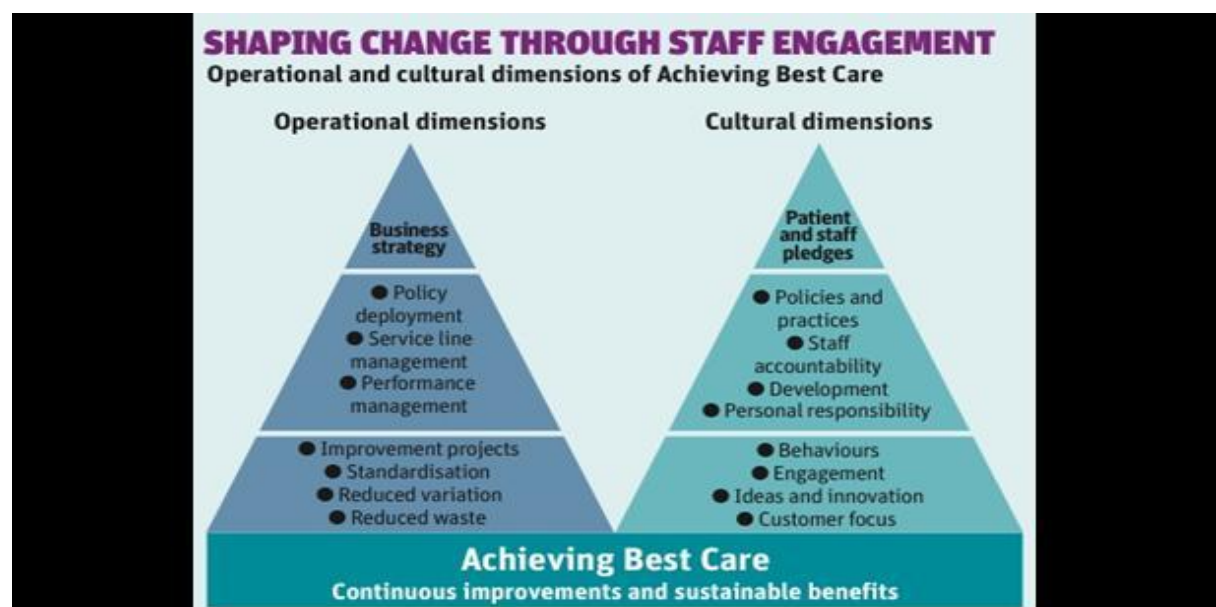 SHAPING CHANGE THROUGH STAFF ENGAGEMENT
Operational and cultural dimensions of Achieving Best Care
Operational dimensions
Business
strategy
● Policy
deployment
● Service line
management
● Performance
management
● Improvement projects
● Standardisation
● Reduced variation
● Reduced waste
Cultural dimensions
Patient
and staff
pledges
● Policies and
practices
● Staff
accountability
● Development
● Personal responsibility
● Behaviours
● Engagement
● Ideas and innovation
● Customer focus
Achieving Best Care
Continuous improvements and sustainable benefits